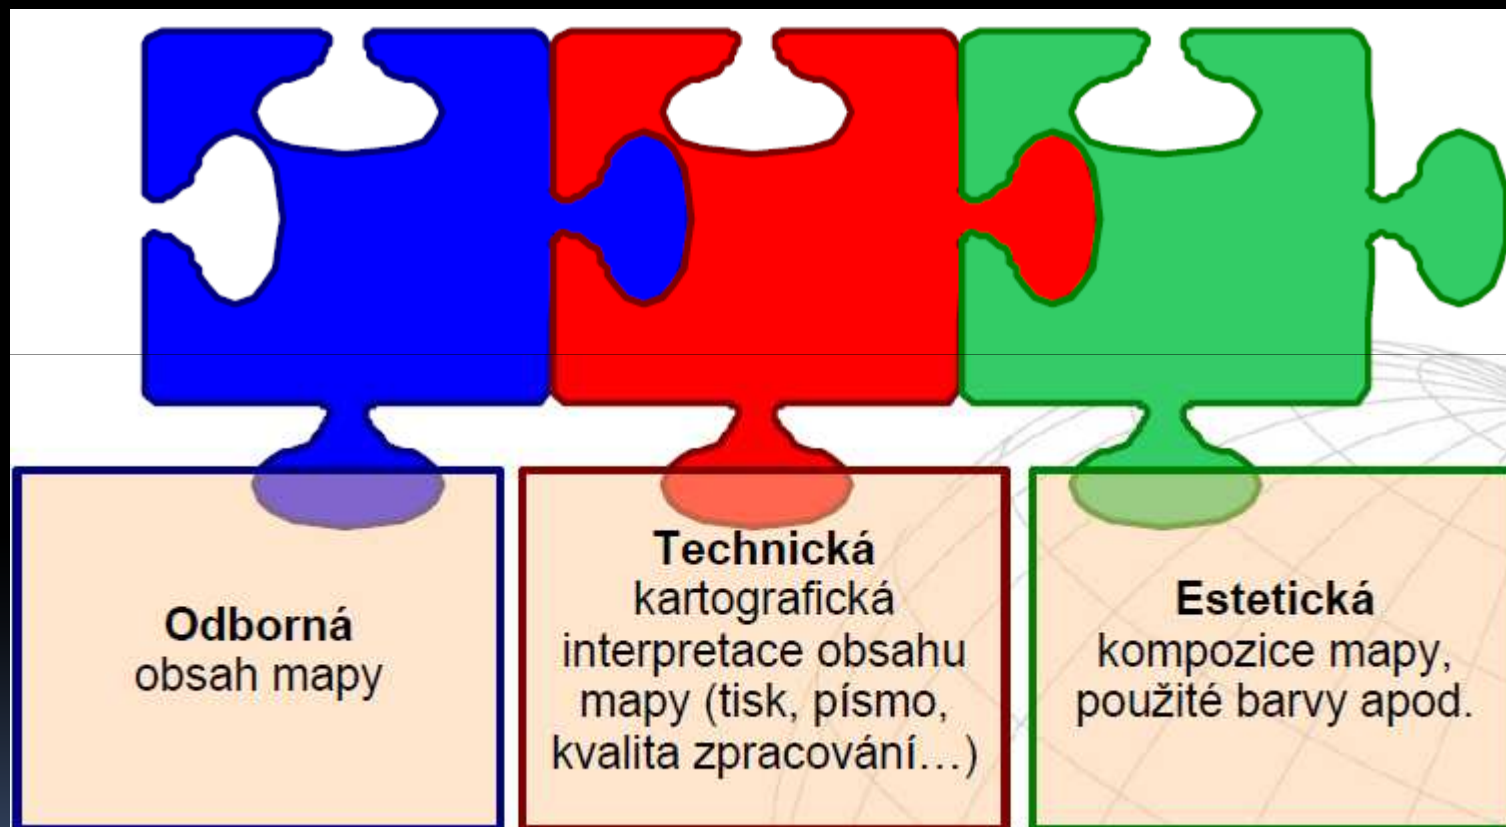 Odborná
obsah mapy
Technická
kartografická
interpretace obsahu
mapy (tisk, písmo,
kvalita zpracování…)
Estetická
kompozice mapy,
použité barvy apod.